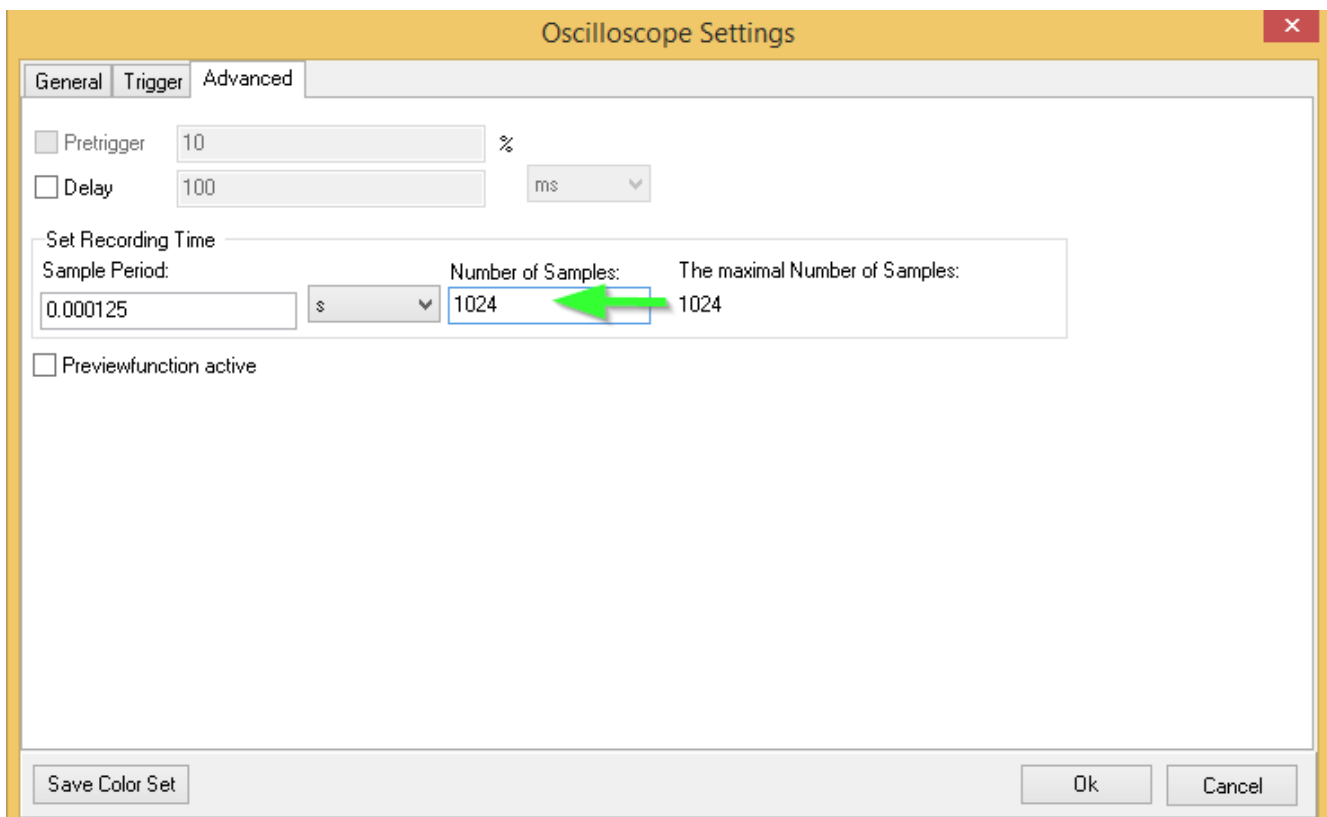 Oscilloscope Settings
General Trigger Advanced
Pretrigger 10 %
Delay 100 ms
Set Recording Time
Sample Period: Number of Samples: The maximal Number of Samples:
0.000125 s 1024 1024
Previewfunction active
Save Color Set Ok Cancel